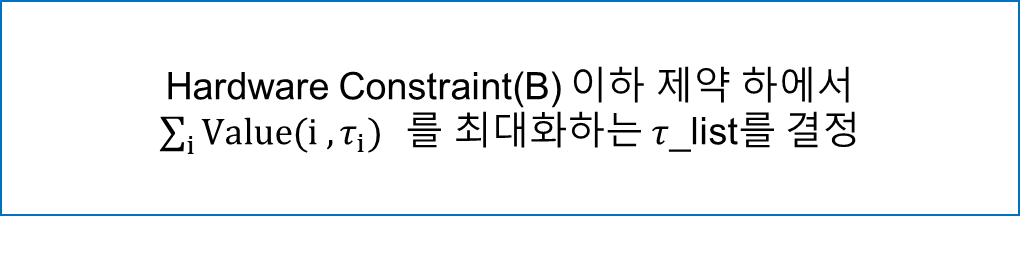 Hardware Constraint(B) 이하 제약 하에서
∑ᵢ Value(i , τᵢ) 를 최대화하는 τ_list를 결정